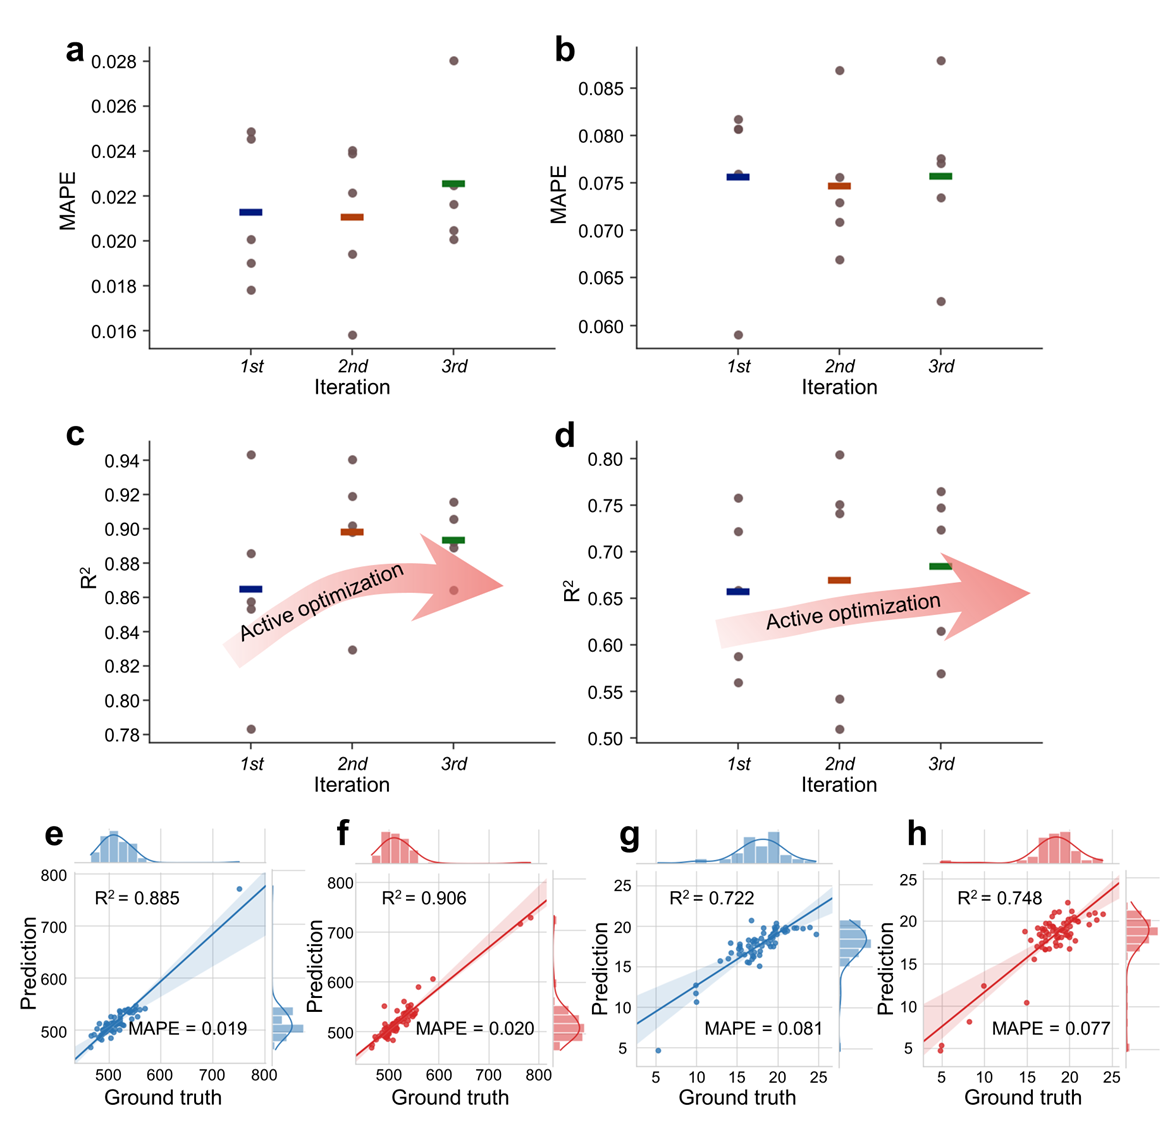 a
0.028
0.026
0.024
0.022
0.020
0.018
0.016
MAPE
1st 2nd 3rd
Iteration
b
0.085
0.080
0.075
0.070
0.065
0.060
MAPE
1st 2nd 3rd
Iteration
c
0.94
0.92
0.90
0.88
0.86
0.84
0.82
0.80
0.78
R²
Active optimization
1st 2nd 3rd
Iteration
d
0.80
0.75
0.70
0.65
0.60
0.55
0.50
R²
Active optimization
1st 2nd 3rd
Iteration
e
800
700
600
500
Prediction
R² = 0.885
MAPE = 0.019
500 600 700 800
Ground truth
f
800
700
600
500
Prediction
R² = 0.906
MAPE = 0.020
500 600 700 800
Ground truth
g
25
20
15
10
5
Prediction
R² = 0.722
MAPE = 0.081
5 10 15 20 25
Ground truth
h
25
20
15
10
5
Prediction
R² = 0.748
MAPE = 0.077
5 10 15 20 25
Ground truth